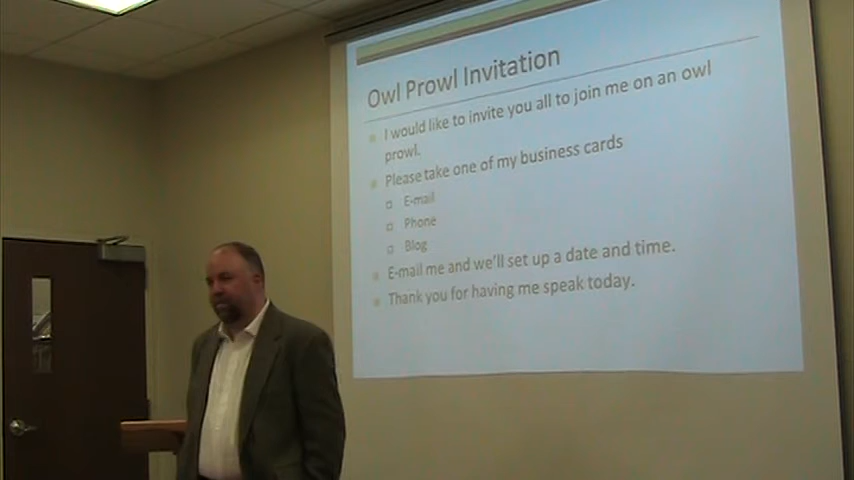 Owl Prowl Invitation
I would like to invite you all to join me on an owl
prowl.
Please take one of my business cards
E-mail
Phone
Blog
E-mail me and we'll set up a date and time.
Thank you for having me speak today.